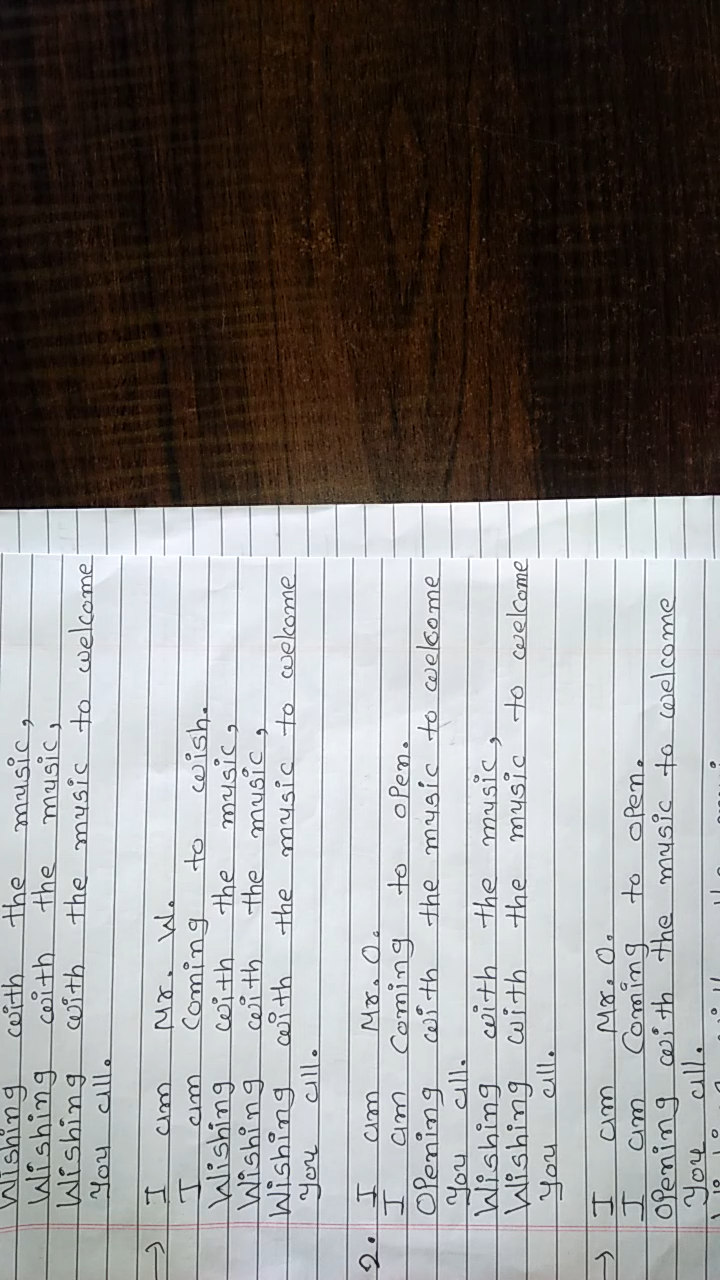 Wishing with the music,
Wishing with the music,
Wishing with the music to welcome
you all.
→ I am Mr. W.
I am coming to wish.
Wishing with the music,
Wishing with the music,
Wishing with the music to welcome
you all.
2. I am Mr. O.
I am coming to open.
Opening with the music to welcome
you all.
Wishing with the music,
Wishing with the music to welcome
you all.
→ I am Mr. O.
I am coming to open.
Opening with the music to welcome
you all.